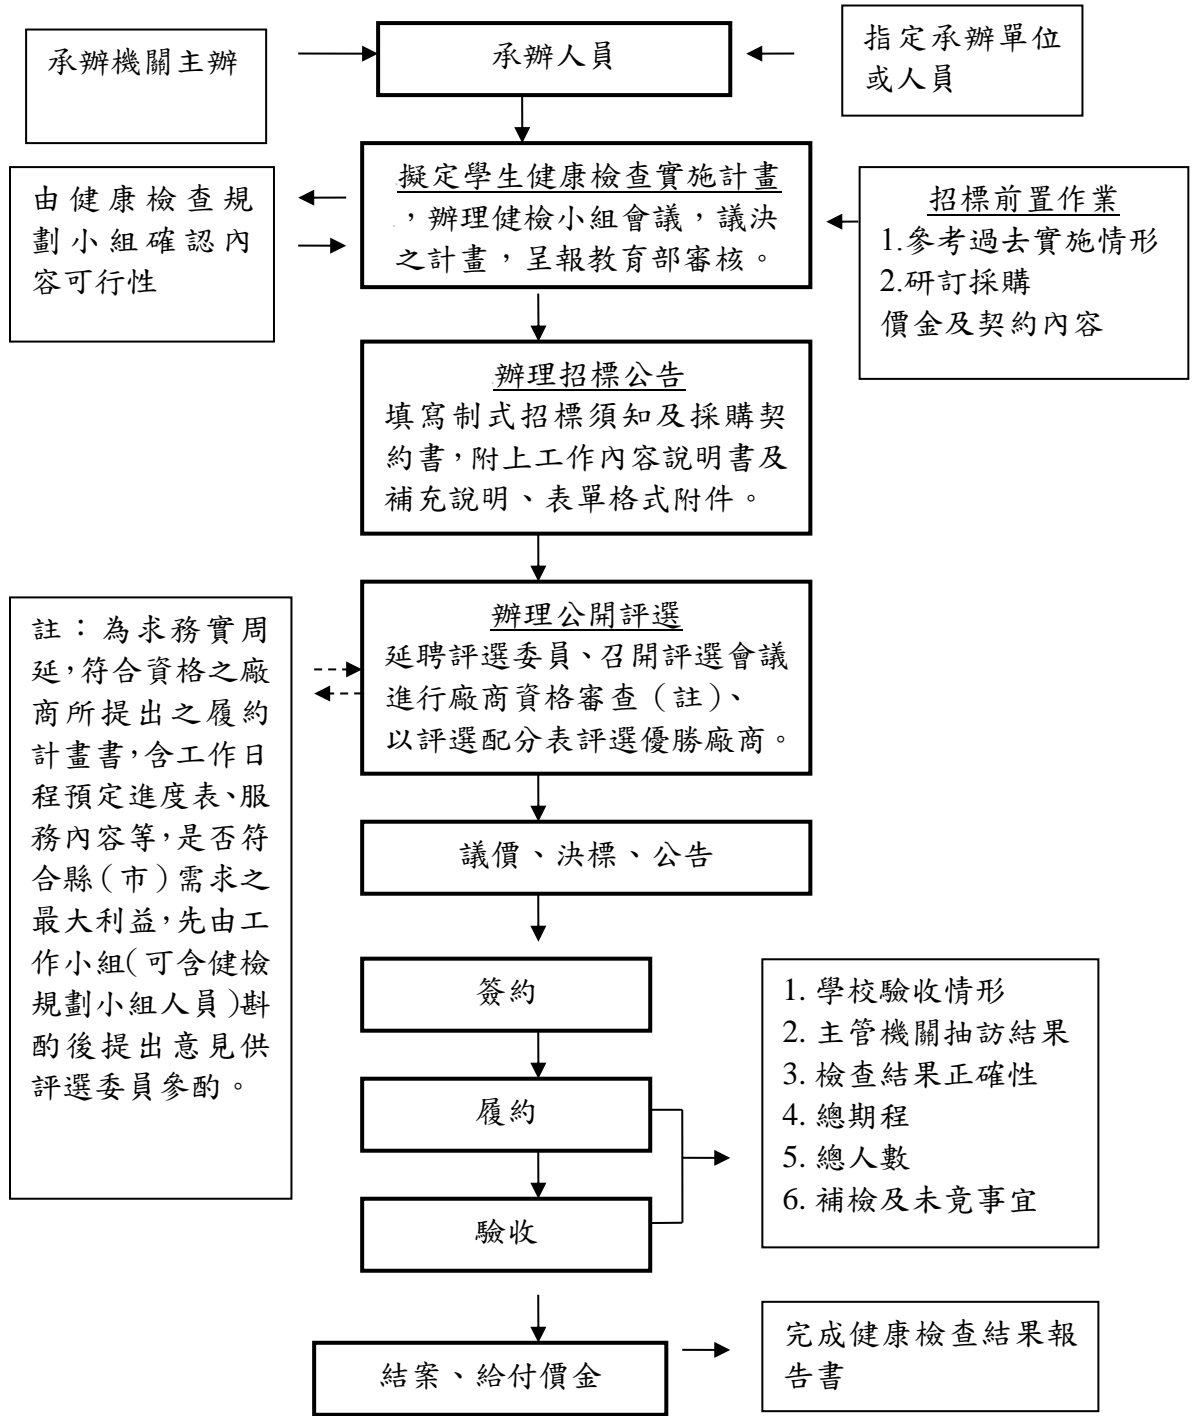 承辦機關主辦
承辦人員
指定承辦單位
或人員
由健康檢查規
劃小組確認內
容可行性
擬定學生健康檢查實施計畫
，辦理健檢小組會議，議決
之計畫，呈報教育部審核。
招標前置作業
1.參考過去實施情形
2.研訂採購
價金及契約內容
辦理招標公告
填寫制式招標須知及採購契
約書，附上工作內容說明書及
補充說明、表單格式附件。
註：為求務實周
延，符合資格之廠
商所提出之履約
計畫書，含工作日
程預定進度表、服
務內容等，是否符
合縣（市）需求之
最大利益，先由工
作小組（可含健檢
規劃小組人員）斟
酌後提出意見供
評選委員參酌。
辦理公開評選
延聘評選委員、召開評選會議
進行廠商資格審查（註）、
以評選配分表評選優勝廠商。
議價、決標、公告
簽約
履約
驗收
1. 學校驗收情形
2. 主管機關抽訪結果
3. 檢查結果正確性
4. 總期程
5. 總人數
6. 補檢及未竟事宜
結案、給付價金
完成健康檢查結果報
告書